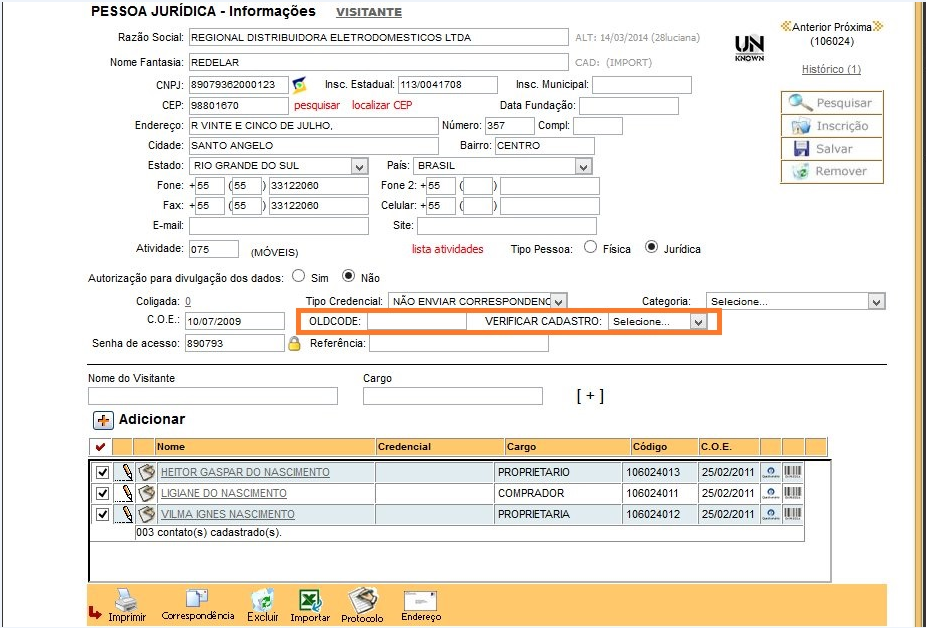 PESSOA JURÍDICA - Informações VISITANTE
Anterior Próxima
(106024)
Histórico (1)
UN
KNOWN
Razão Social: REGIONAL DISTRIBUIDORA ELETRODOMESTICOS LTDA ALT: 14/03/2014 (28luciana)
Nome Fantasia: REDELAR CAD: (IMPORT)
CNPJ: 89079362000123 Insc. Estadual: 113/0041708 Insc. Municipal:
CEP: 98801670 pesquisar localizar CEP Data Fundação:
Endereço: R VINTE E CINCO DE JULHO, Número: 357 Compl:
Cidade: SANTO ANGELO Bairro: CENTRO
Estado: RIO GRANDE DO SUL País: BRASIL
Fone: +55 (55) 33122060 Fone 2: +55 ( )
Fax: +55 (55) 33122060 Celular: +55 ( )
E-mail: Site:
Atividade: 075 (MÓVEIS) lista atividades Tipo Pessoa: Física Jurídica
Pesquisar
Inscrição
Salvar
Remover
Autorização para divulgação dos dados: Sim Não
Coligada: 0 Tipo Credencial: NÃO ENVIAR CORRESPONDENC Categoria: Selecione...
C.O.E.: 10/07/2009 OLDCODE: VERIFICAR CADASTRO: Selecione...
Senha de acesso: 890793 Referência:
Nome do Visitante Cargo
[ + ]
Adicionar
Nome Credencial Cargo Código C.O.E.
HEITOR GASPAR DO NASCIMENTO PROPRIETARIO 106024013 25/02/2011
LIGIANE DO NASCIMENTO COMPRADOR 106024011 25/02/2011
VILMA IGNES NASCIMENTO PROPRIETARIA 106024012 25/02/2011
003 contato(s) cadastrado(s).
Imprimir Correspondência Excluir Importar Protocolo Endereço